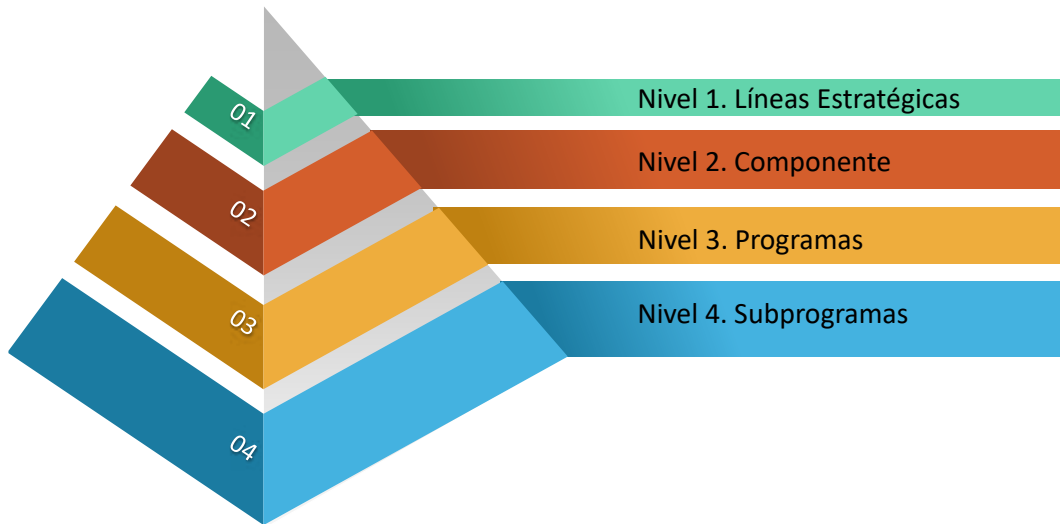 01
Nivel 1. Líneas Estratégicas
02
Nivel 2. Componente
03
Nivel 3. Programas
04
Nivel 4. Subprogramas